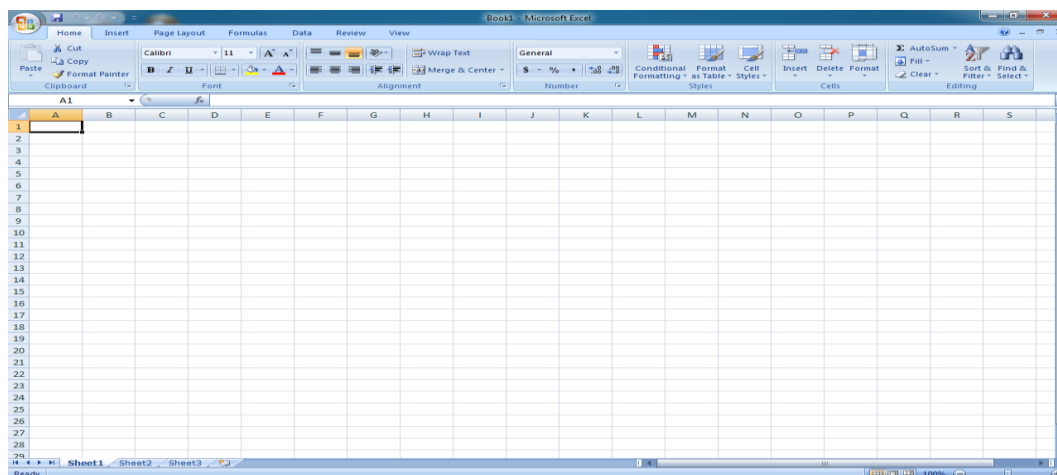 Book1 - Microsoft Excel
Home Insert Page Layout Formulas Data Review View
Cut
Copy
Format Painter
Paste
Clipboard
Calibri 11
B I U
Font
Wrap Text
Merge & Center
Alignment
General
$ % ,
Number
Conditional Formatting
Format as Table
Cell Styles
Styles
Insert Delete Format
Cells
Σ AutoSum
Fill
Clear
Sort & Filter
Find & Select
Editing
A1 fx
A B C D E F G H I J K L M N O P Q R S
1
2
3
4
5
6
7
8
9
10
11
12
13
14
15
16
17
18
19
20
21
22
23
24
25
26
27
28
29
Sheet1 Sheet2 Sheet3
Ready 100%